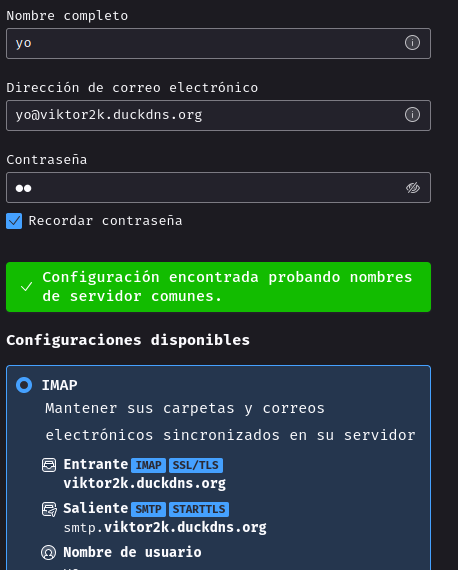 Nombre completo
yo
Dirección de correo electrónico
yo@viktor2k.duckdns.org
Contraseña
●●
Recordar contraseña
Configuración encontrada probando nombres
de servidor comunes.
Configuraciones disponibles
IMAP
Mantener sus carpetas y correos
electrónicos sincronizados en su servidor
Entrante IMAP SSL/TLS
viktor2k.duckdns.org
Saliente SMTP STARTTLS
smtp.viktor2k.duckdns.org
Nombre de usuario